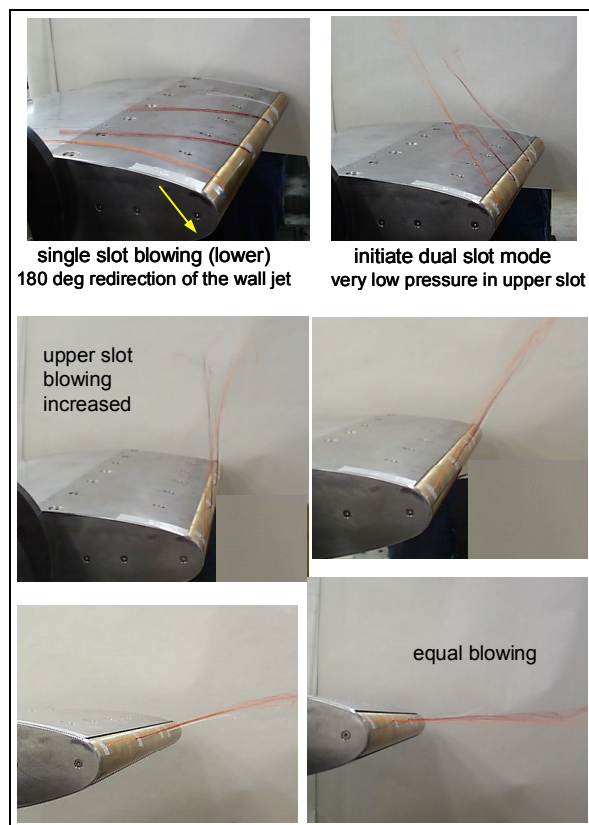 single slot blowing (lower)
180 deg redirection of the wall jet
initiate dual slot mode
very low pressure in upper slot
upper slot
blowing
increased
equal blowing